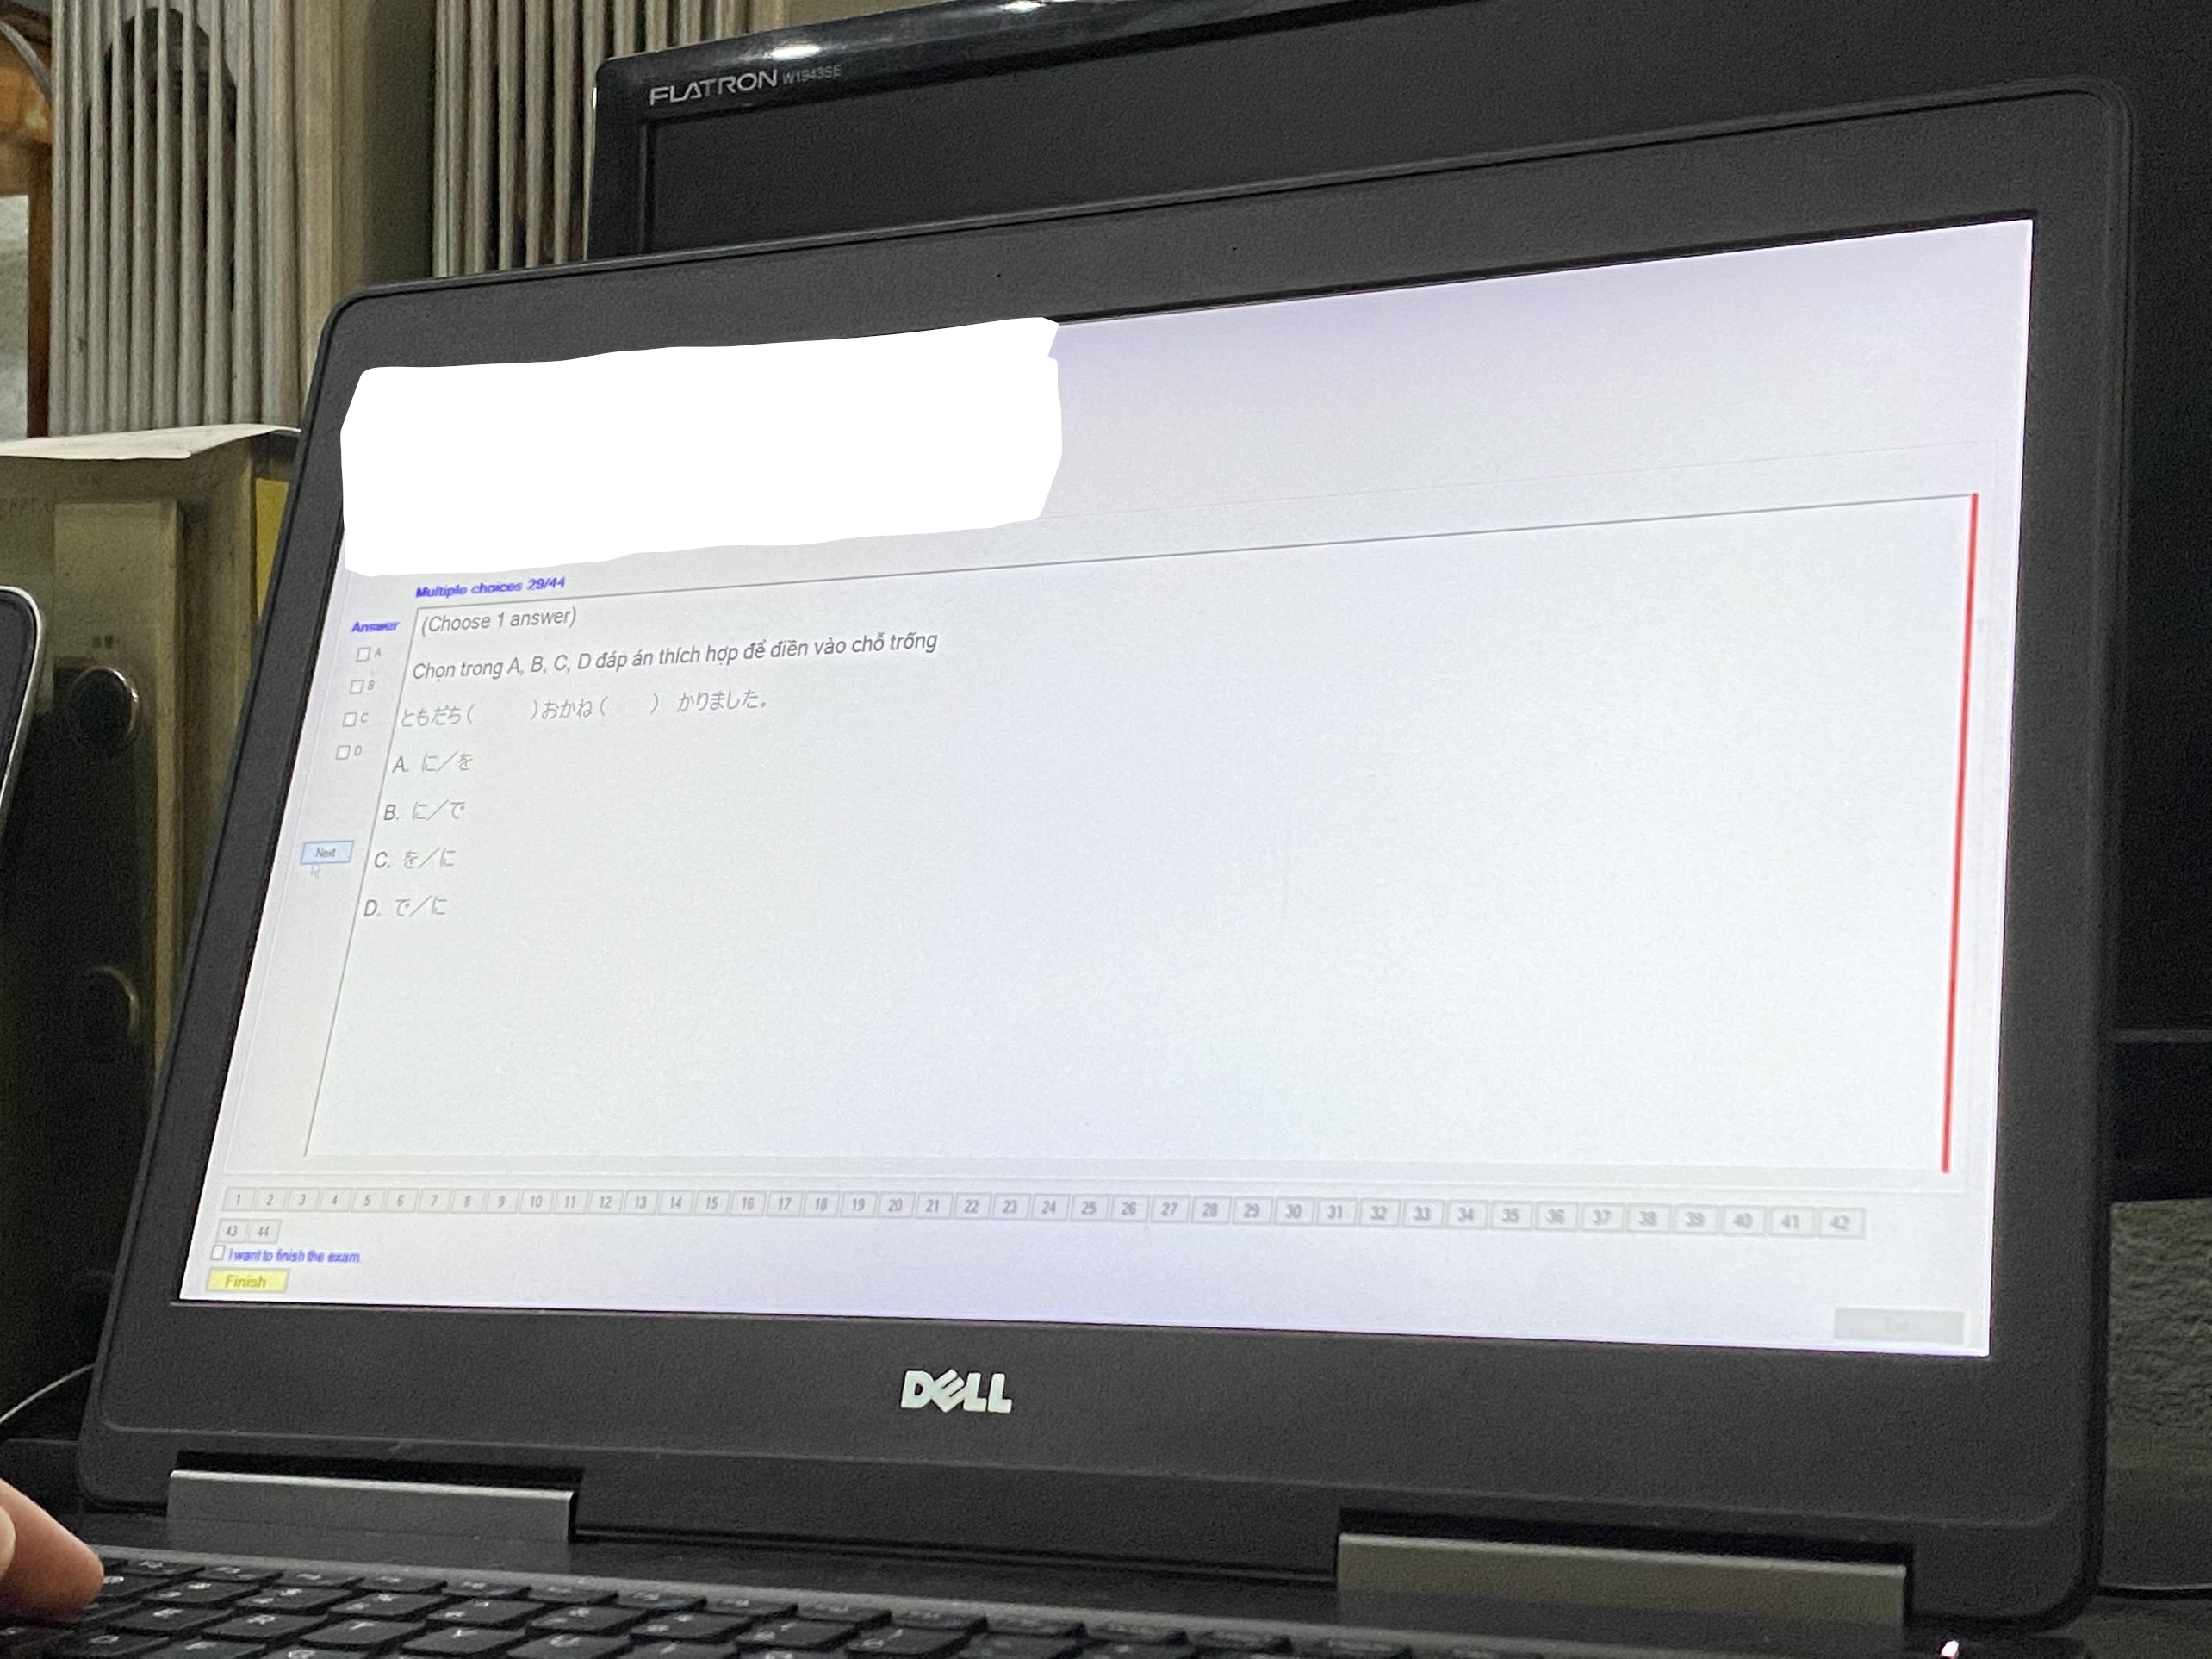 FLATRON W1943SE
Multiple choices 29/44
Answer
(Choose 1 answer)
A
B
C
D
Chọn trong A, B, C, D đáp án thích hợp để điền vào chỗ trống
ともだち ( )おかね ( ) かりました。
A. に／を
B. に／で
C. を／に
D. で／に
Next
1 2 3 4 5 6 7 8 9 10 11 12 13 14 15 16 17 18 19 20 21 22 23 24 25 26 27 28 29 30 31 32 33 34 35 36 37 38 39 40 41 42
43 44
I want to finish the exam.
Finish
DELL
E R T Y U